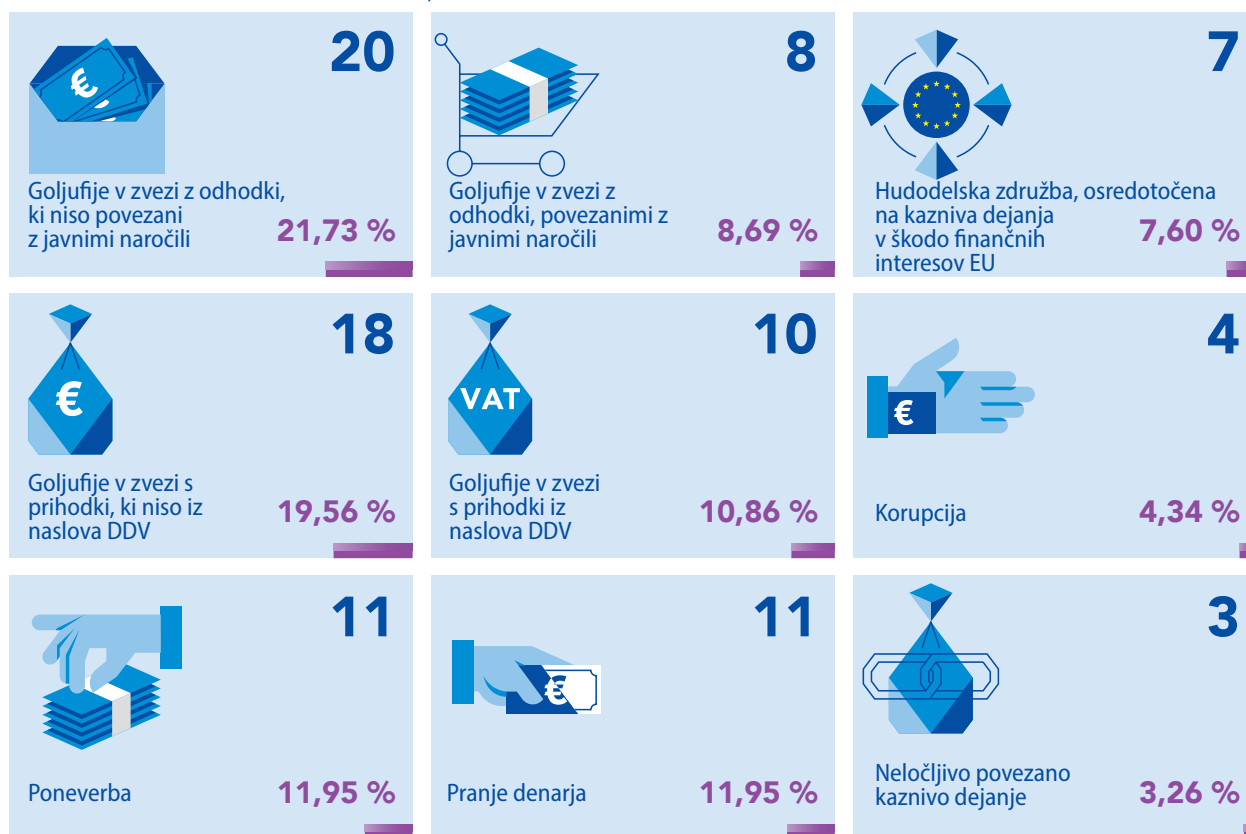 20
€
Goljufije v zvezi z odhodki,
ki niso povezani
z javnimi naročili
21,73 %
8
Goljufije v zvezi z
odhodki, povezanimi z
javnimi naročili
8,69 %
7
Hudodelska združba, osredotočena
na kazniva dejanja
v škodo finančnih
interesov EU
7,60 %
18
€
Goljufije v zvezi s
prihodki, ki niso iz
naslova DDV
19,56 %
10
VAT
Goljufije v zvezi
s prihodki iz
naslova DDV
10,86 %
4
€
Korupcija
4,34 %
11
Poneverba
11,95 %
11
€
Pranje denarja
11,95 %
3
Neločljivo povezano
kaznivo dejanje
3,26 %